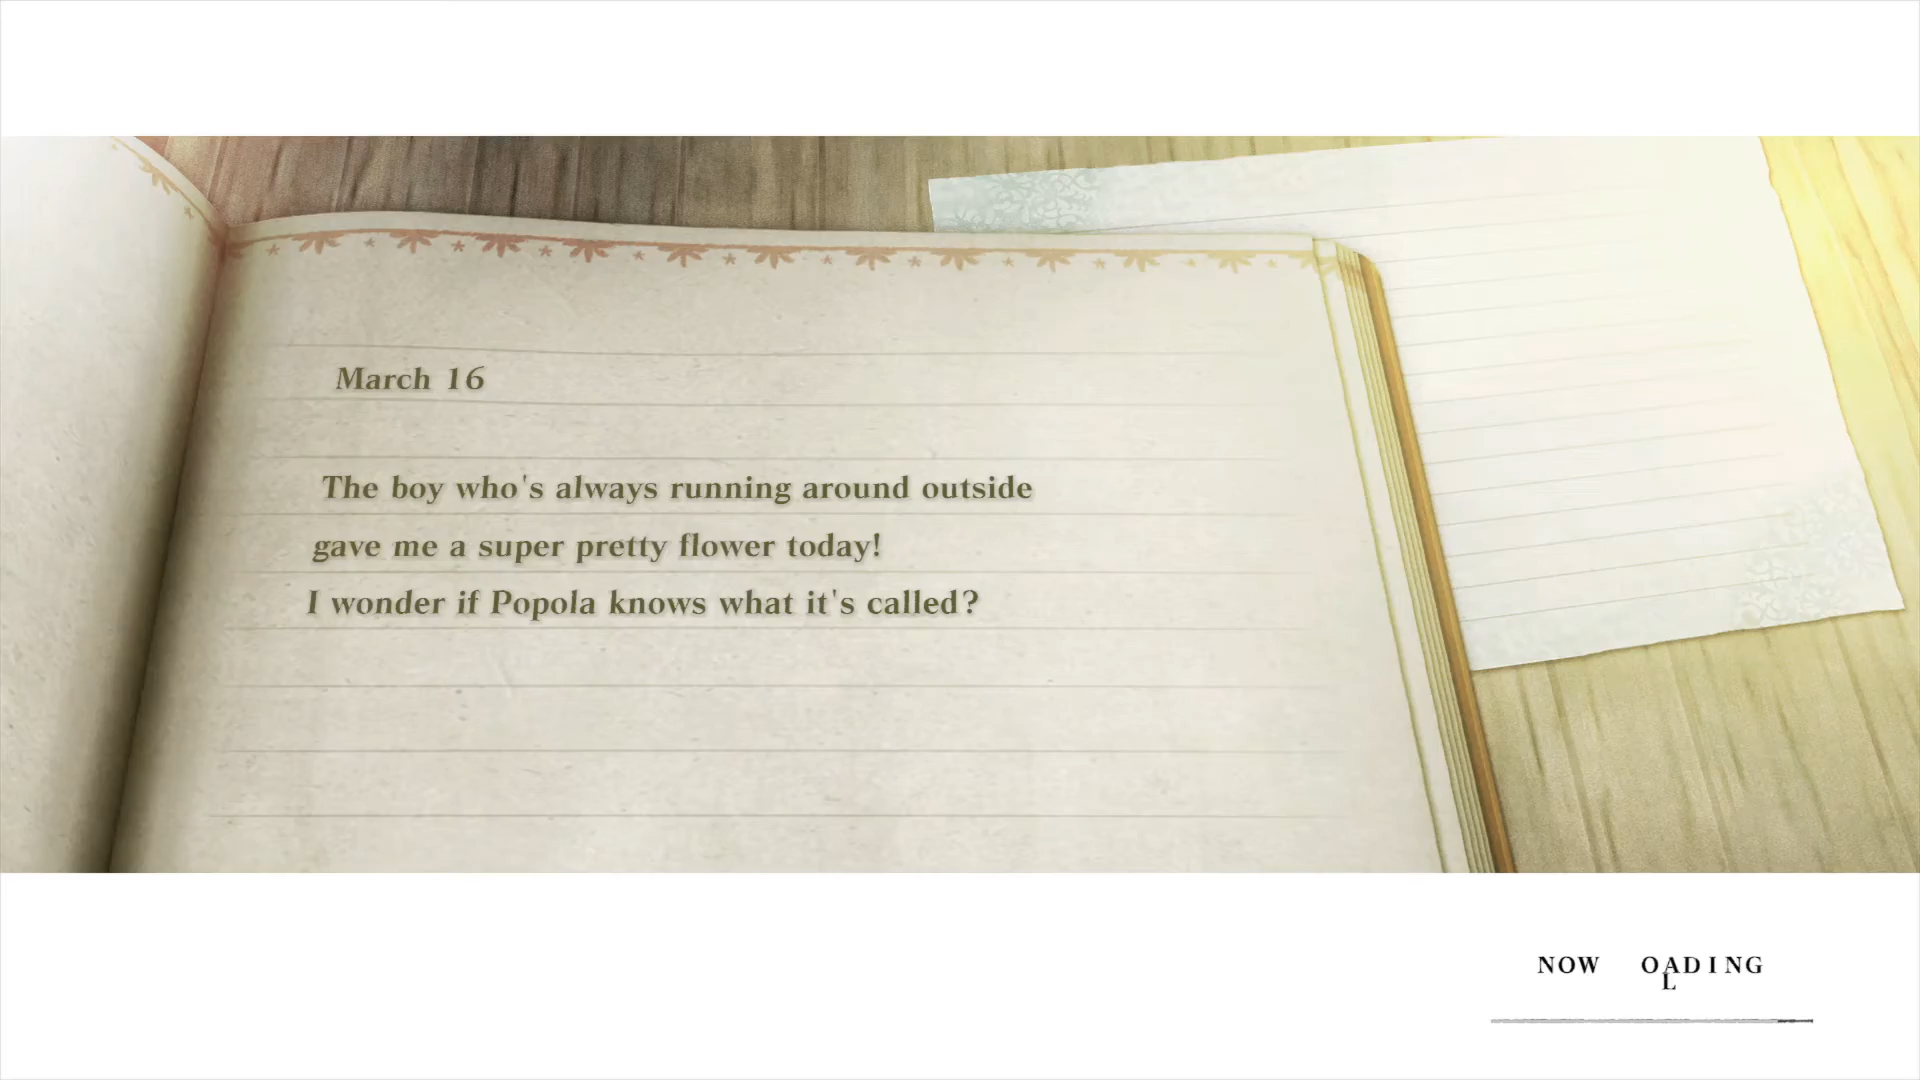 March 16
The boy who's always running around outside
gave me a super pretty flower today!
I wonder if Popola knows what it's called?
NOW LOADING